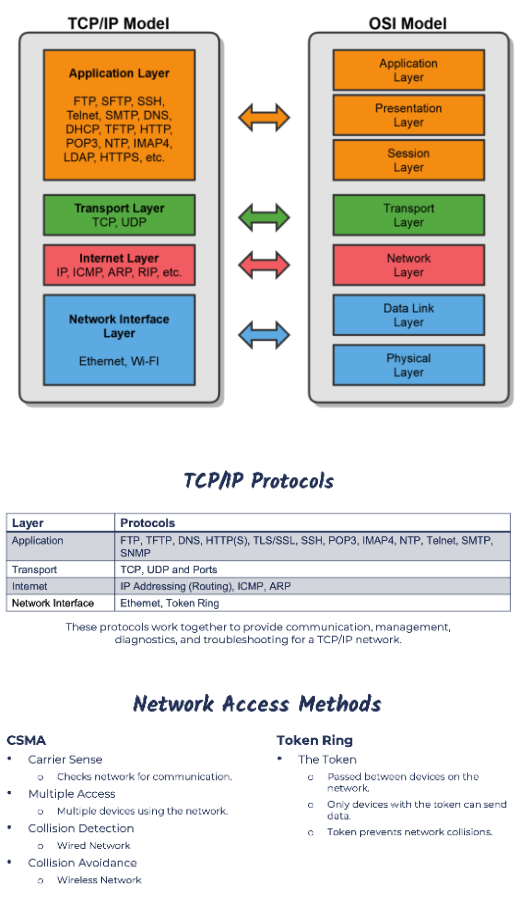 TCP/IP Model
OSI Model
Application Layer
FTP, SFTP, SSH,
Telnet, SMTP, DNS,
DHCP, TFTP, HTTP,
POP3, NTP, IMAP4,
LDAP, HTTPS, etc.
Transport Layer
TCP, UDP
Internet Layer
IP, ICMP, ARP, RIP, etc.
Network Interface
Layer
Ethernet, Wi-FI
Application
Layer
Presentation
Layer
Session
Layer
Transport
Layer
Network
Layer
Data Link
Layer
Physical
Layer
TCP/IP Protocols
Layer Protocols
Application FTP, TFTP, DNS, HTTP(S), TLS/SSL, SSH, POP3, IMAP4, NTP, Telnet, SMTP,
SNMP
Transport TCP, UDP and Ports
Internet IP Addressing (Routing), ICMP, ARP
Network Interface Ethernet, Token Ring
These protocols work together to provide communication, management,
diagnostics, and troubleshooting for a TCP/IP network.
Network Access Methods
CSMA
• Carrier Sense
o Checks network for communication.
• Multiple Access
o Multiple devices using the network.
• Collision Detection
o Wired Network
• Collision Avoidance
o Wireless Network
Token Ring
• The Token
o Passed between devices on the
network.
o Only devices with the token can send
data.
o Token prevents network collisions.